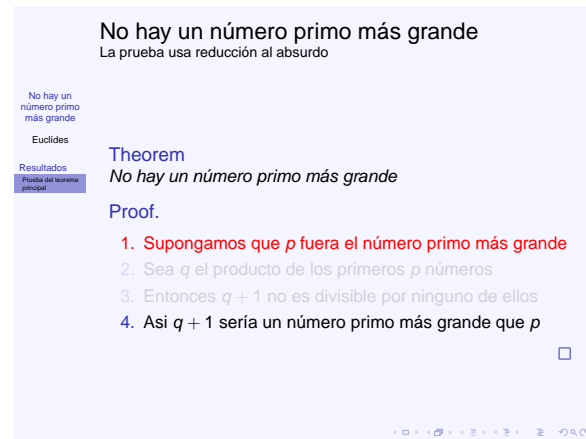 No hay un número primo más grande
La prueba usa reducción al absurdo
No hay un
número primo
más grande
Euclides
Resultados
Prueba del teorema
principal
Theorem
No hay un número primo más grande
Proof.
1. Supongamos que p fuera el número primo más grande
2. Sea q el producto de los primeros p números
3. Entonces q + 1 no es divisible por ninguno de ellos
4. Asi q + 1 sería un número primo más grande que p